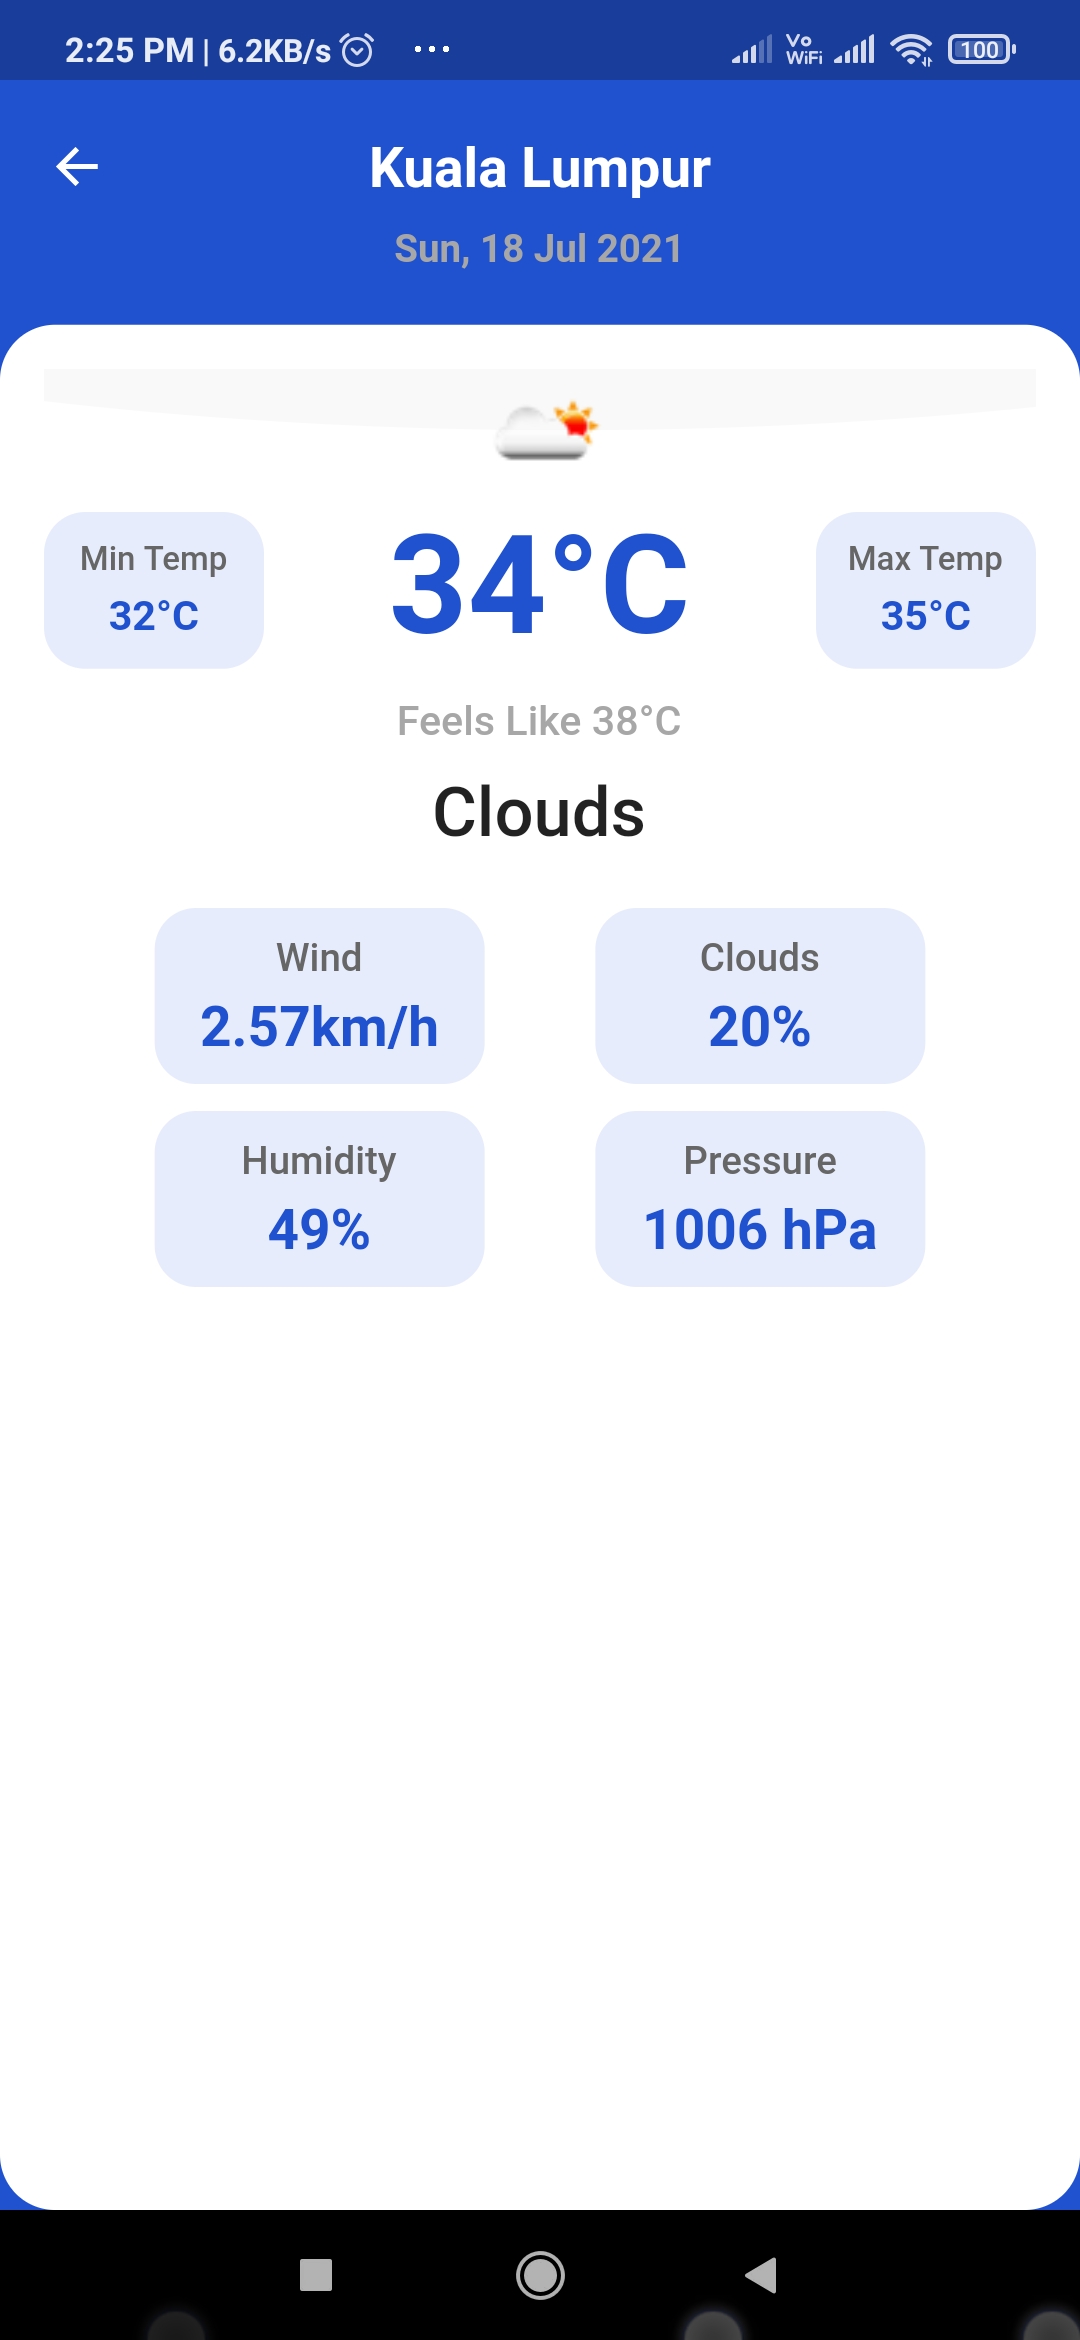 2:25 PM | 6.2KB/s ... Vo WiFi 100
Kuala Lumpur
Sun, 18 Jul 2021
Min Temp
32°C
34°C
Max Temp
35°C
Feels Like 38°C
Clouds
Wind
2.57km/h
Clouds
20%
Humidity
49%
Pressure
1006 hPa